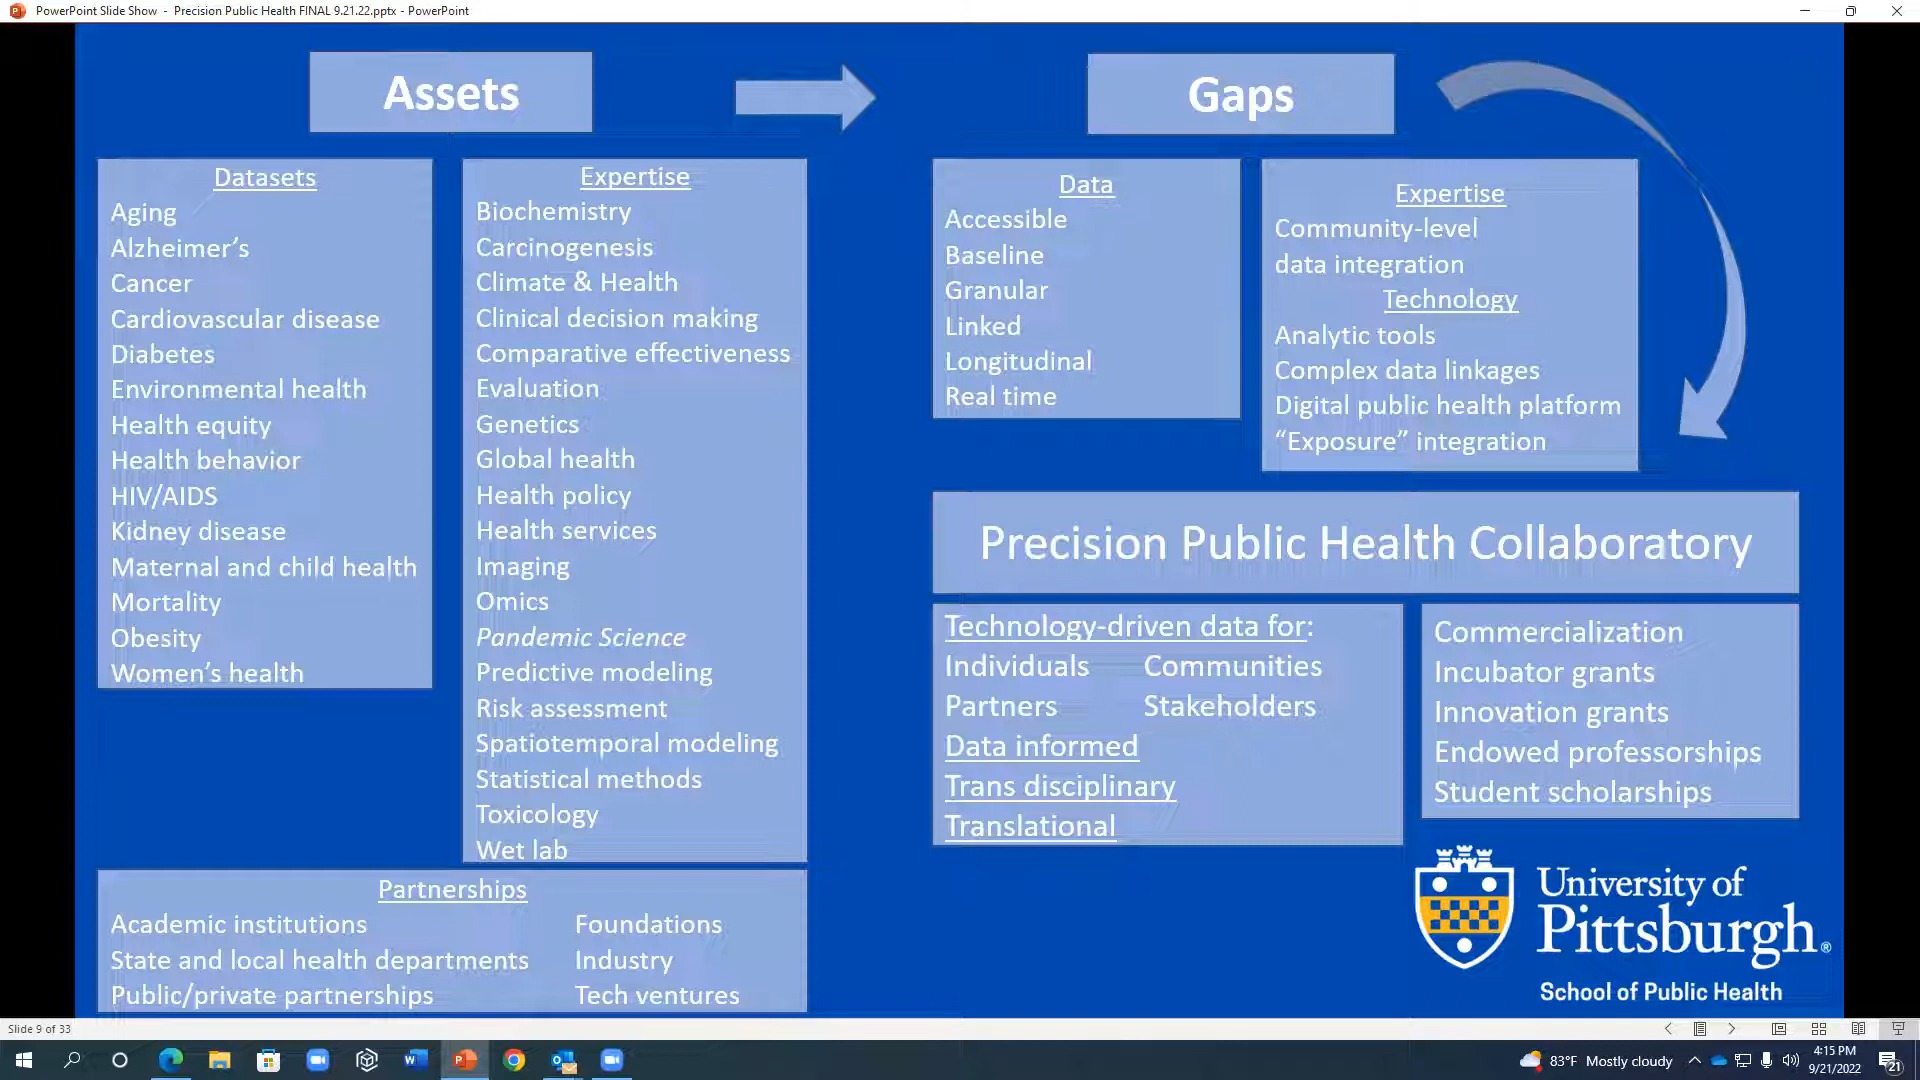 PowerPoint Slide Show - Precision Public Health FINAL 9.21.22.pptx - PowerPoint
Assets
Gaps
Datasets
Aging
Alzheimer’s
Cancer
Cardiovascular disease
Diabetes
Environmental health
Health equity
Health behavior
HIV/AIDS
Kidney disease
Maternal and child health
Mortality
Obesity
Women’s health
Expertise
Biochemistry
Carcinogenesis
Climate & Health
Clinical decision making
Comparative effectiveness
Evaluation
Genetics
Global health
Health policy
Health services
Imaging
Omics
Pandemic Science
Predictive modeling
Risk assessment
Spatiotemporal modeling
Statistical methods
Toxicology
Wet lab
Partnerships
Academic institutions Foundations
State and local health departments Industry
Public/private partnerships Tech ventures
Data
Accessible
Baseline
Granular
Linked
Longitudinal
Real time
Expertise
Community-level
data integration
Technology
Analytic tools
Complex data linkages
Digital public health platform
“Exposure” integration
Precision Public Health Collaboratory
Technology-driven data for:
Individuals Communities
Partners Stakeholders
Data informed
Trans disciplinary
Translational
Commercialization
Incubator grants
Innovation grants
Endowed professorships
Student scholarships
University of
Pittsburgh®
School of Public Health
Slide 9 of 33
83°F Mostly cloudy
4:15 PM
9/21/2022
21